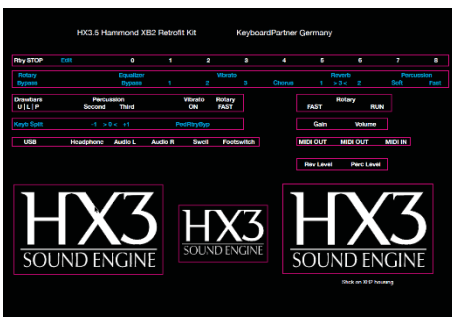 HX3.5 Hammond XB2 Retrofit Kit KeyboardPartner Germany
Rtry STOP Edit 0 1 2 3 4 5 6 7 8
Rotary Equalizer Vibrato Reverb Percussion
Bypass Bypass 1 2 3 Chorus 1 > 3 < 2 Soft Fast
Drawbars Percussion Vibrato Rotary Rotary
U | L | P Second Third ON FAST FAST RUN
Keyb Split -1 > 0 < +1 PedRtryByp Gain Volume
USB Headphone Audio L Audio R Swell Footswitch MIDI OUT MIDI OUT MIDI IN
Rev Level Perc Level
HX3 HX3 HX3
SOUND ENGINE SOUND ENGINE SOUND ENGINE
Stick on housing